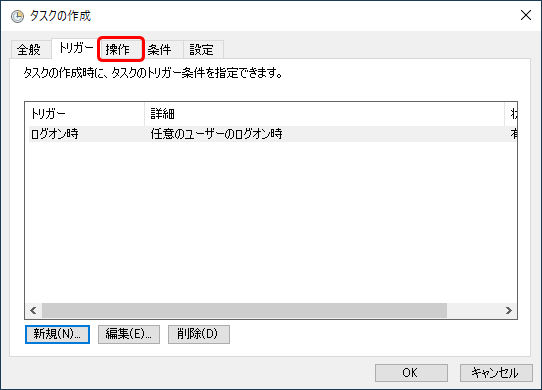 タスクの作成
全般 トリガー 操作 条件 設定
タスクの作成時に、タスクのトリガー条件を指定できます。
トリガー 詳細 状
ログオン時 任意のユーザーのログオン時 有
新規(N)... 編集(E)... 削除(D)
OK キャンセル